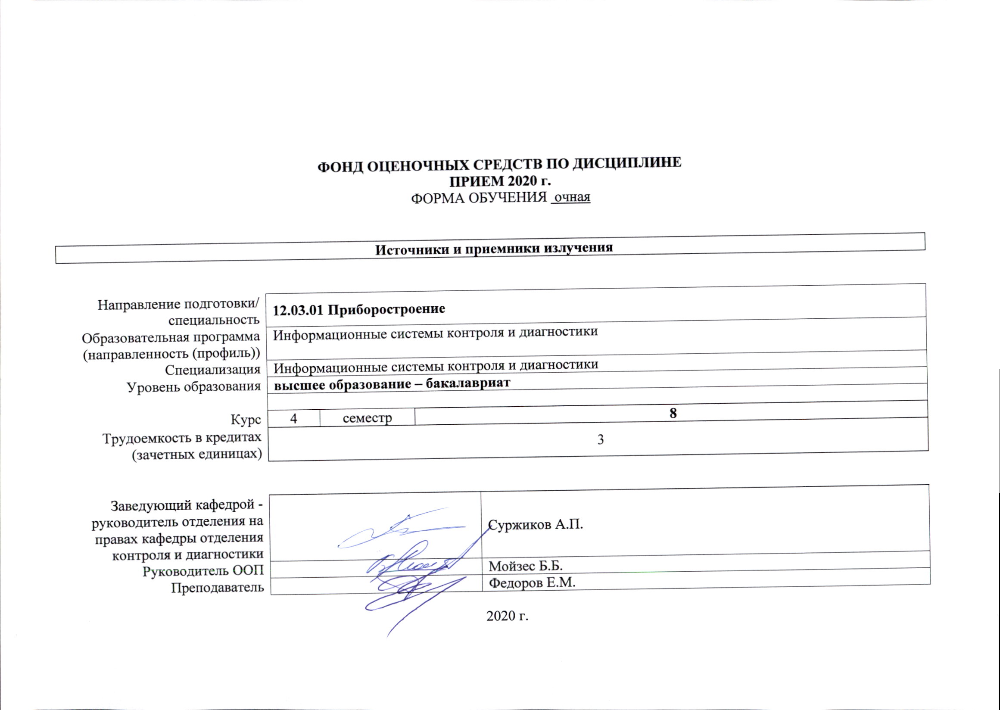 ФОНД ОЦЕНОЧНЫХ СРЕДСТВ ПО ДИСЦИПЛИНЕ
ПРИЕМ 2020 г.
ФОРМА ОБУЧЕНИЯ очная
Источники и приемники излучения
Направление подготовки/
специальность
12.03.01 Приборостроение
Образовательная программа
(направленность (профиль))
Информационные системы контроля и диагностики
Специализация Информационные системы контроля и диагностики
Уровень образования высшее образование – бакалавриат
Курс 4 семестр 8
Трудоемкость в кредитах
(зачетных единицах)
3
Заведующий кафедрой -
руководитель отделения на
правах кафедры отделения
контроля и диагностики
Суржиков А.П.
Руководитель ООП Мойзес Б.Б.
Преподаватель Федоров Е.М.
2020 г.